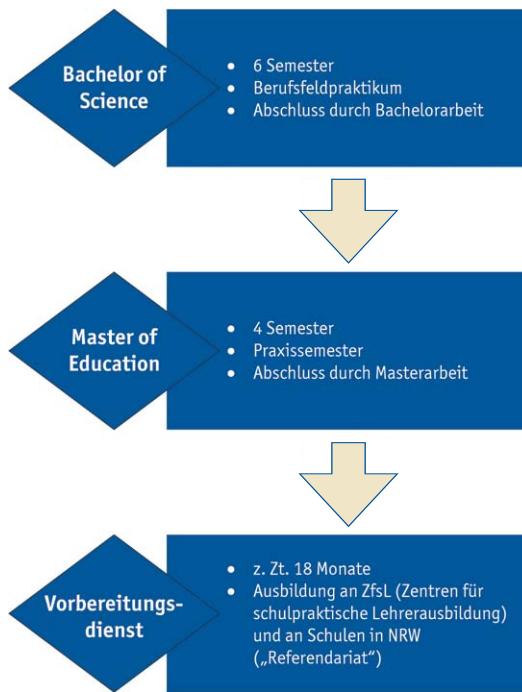 Bachelor of
Science
• 6 Semester
• Berufsfeldpraktikum
• Abschluss durch Bachelorarbeit
Master of
Education
• 4 Semester
• Praxissemester
• Abschluss durch Masterarbeit
Vorbereitungs-
dienst
• z. Zt. 18 Monate
• Ausbildung an ZfsL (Zentren für
schulpraktische Lehrerausbildung)
und an Schulen in NRW
(„Referendariat“)